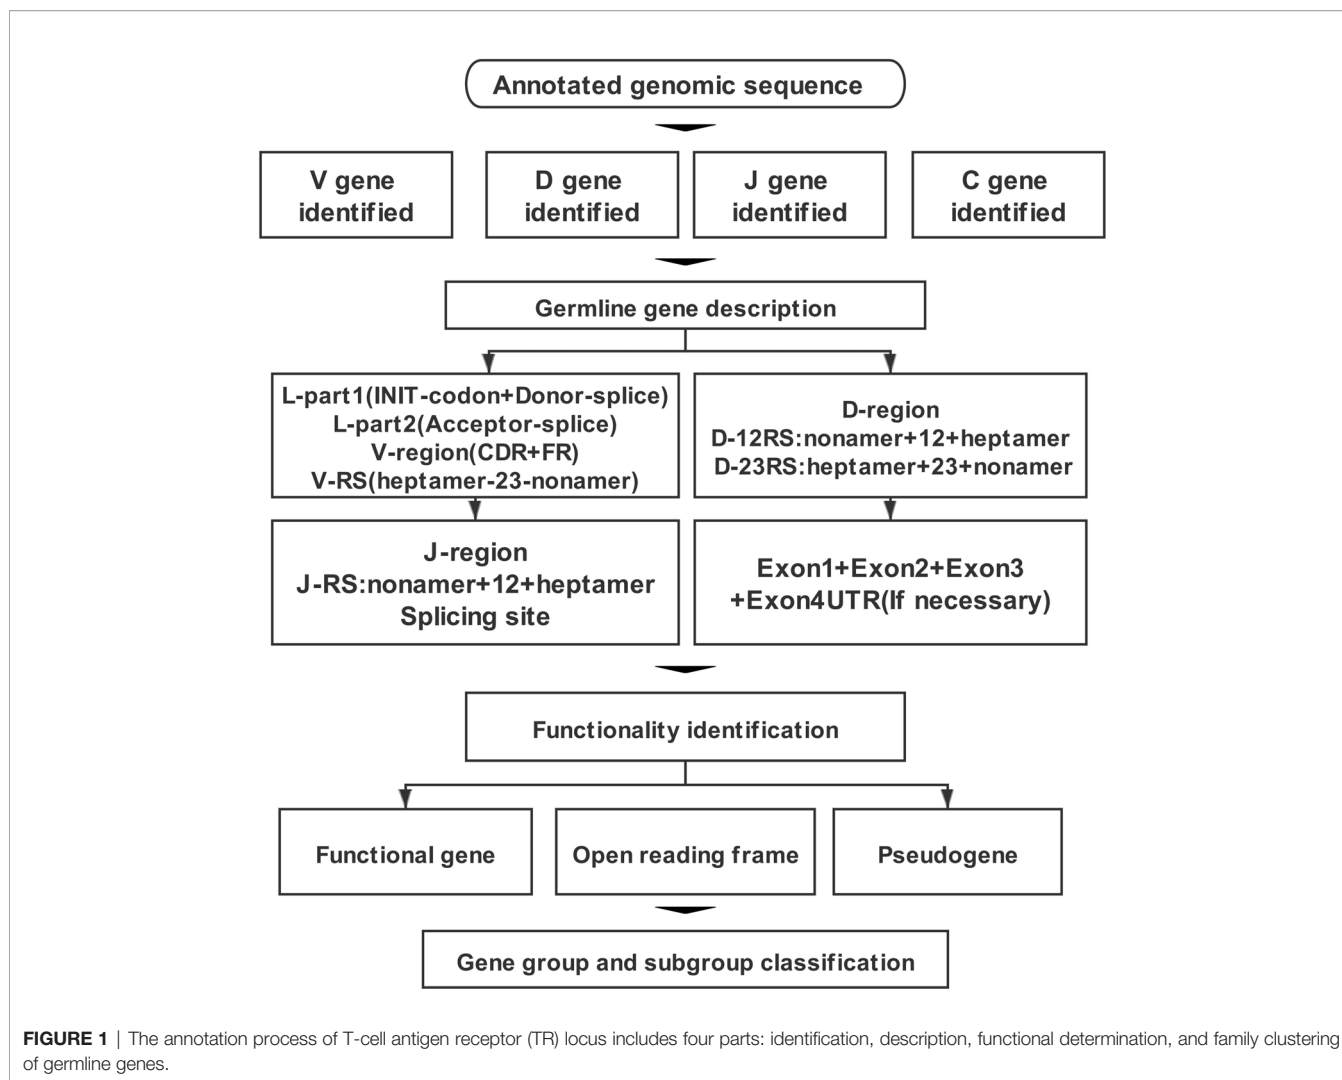 Annotated genomic sequence
V gene
identified
D gene
identified
J gene
identified
C gene
identified
Germline gene description
L-part1(INIT-codon+Donor-splice)
L-part2(Acceptor-splice)
V-region(CDR+FR)
V-RS(heptamer-23-nonamer)
D-region
D-12RS:nonamer+12+heptamer
D-23RS:heptamer+23+nonamer
J-region
J-RS:nonamer+12+heptamer
Splicing site
Exon1+Exon2+Exon3
+Exon4UTR(If necessary)
Functionality identification
Functional gene
Open reading frame
Pseudogene
Gene group and subgroup classification
FIGURE 1 | The annotation process of T-cell antigen receptor (TR) locus includes four parts: identification, description, functional determination, and family clustering
of germline genes.